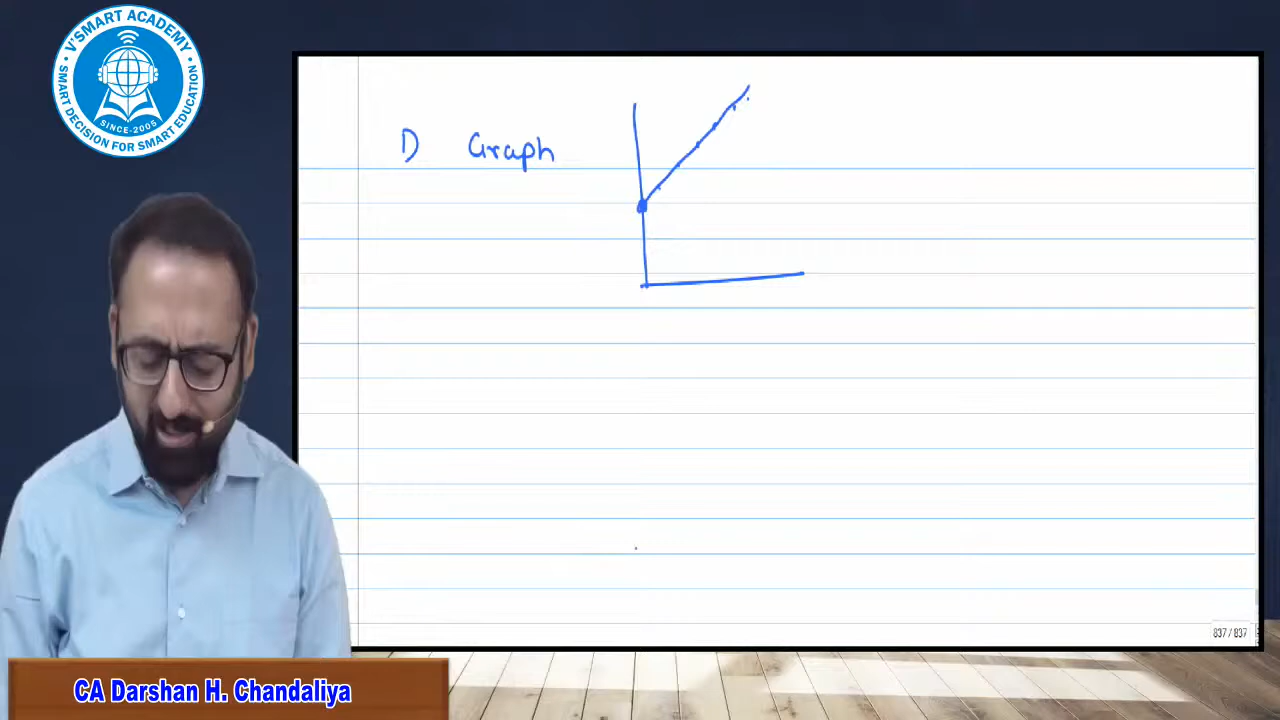 V'SMART ACADEMY
SMART DECISION FOR SMART EDUCATION
SINCE-2005
D Graph
837 / 837
CA Darshan H. Chandaliya